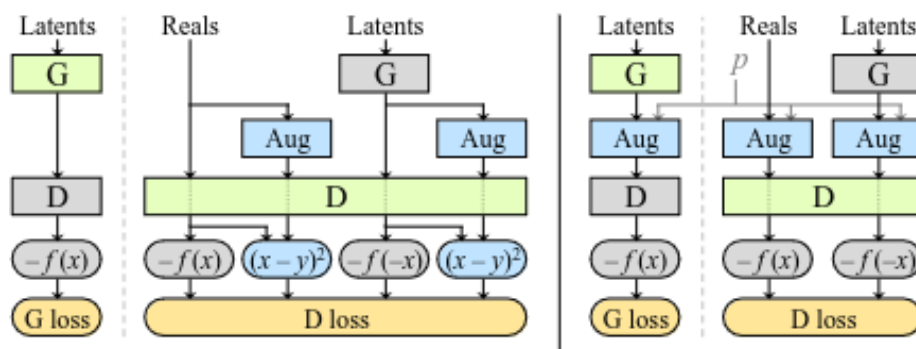 Latents Reals Latents Latents Reals Latents
G G G p G
Aug Aug Aug Aug Aug
D D D D
−f(x) −f(x) (x − y)² −f(−x) (x − y)² −f(x) −f(x) −f(−x)
G loss D loss G loss D loss